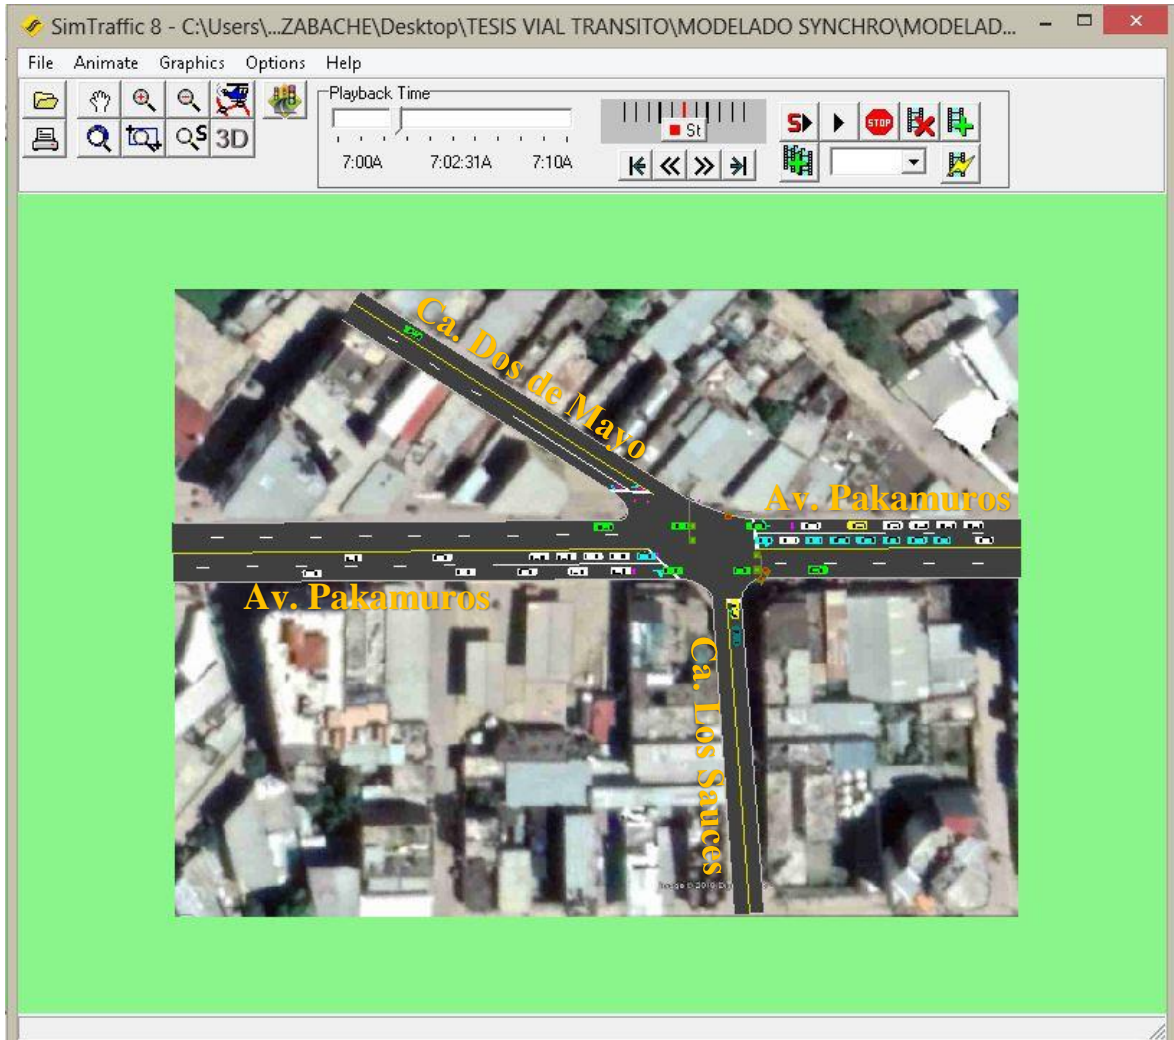 SimTraffic 8 - C:\Users\...ZABACHE\Desktop\TESIS VIAL TRANSITO\MODELADO SYNCHRO\MODELAD...
File Animate Graphics Options Help
Playback Time
St
S
STOP
S 3D
7:00A 7:02:31A 7:10A
Ca. Dos de Mayo
Av. Pakamuros
Av. Pakamuros
Ca. Los Sauces